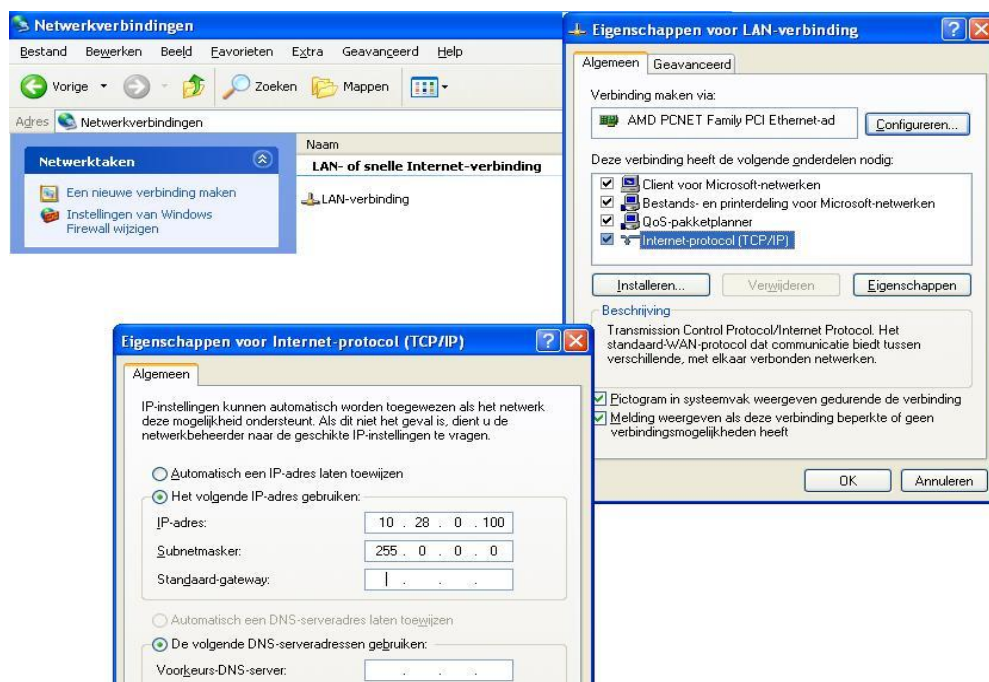 Netwerkverbindingen
Bestand Bewerken Beeld Favorieten Extra Geavanceerd Help
Vorige Zoeken Mappen
Adres Netwerkverbindingen
Netwerktaken
Een nieuwe verbinding maken
Instellingen van Windows
Firewall wijzigen
Naam
LAN- of snelle Internet-verbinding
LAN-verbinding
Eigenschappen voor LAN-verbinding
Algemeen Geavanceerd
Verbinding maken via:
AMD PCNET Family PCI Ethernet-ad Configureren...
Deze verbinding heeft de volgende onderdelen nodig:
Client voor Microsoft-netwerken
Bestands- en printerdeling voor Microsoft-netwerken
QoS-pakketplanner
Internet-protocol (TCP/IP)
Installeren... Verwijderen Eigenschappen
Beschrijving
Transmission Control Protocol/Internet Protocol. Het
standaard-WAN-protocol dat communicatie biedt tussen
verschillende, met elkaar verbonden netwerken.
Pictogram in systeemvak weergeven gedurende de verbinding
Melding weergeven als deze verbinding beperkte of geen
verbindingsmogelijkheden heeft
OK Annuleren
Eigenschappen voor Internet-protocol (TCP/IP)
Algemeen
IP-instellingen kunnen automatisch worden toegewezen als het netwerk
deze mogelijkheid ondersteunt. Als dit niet het geval is, dient u de
netwerkbeheerder naar de geschikte IP-instellingen te vragen.
Automatisch een IP-adres laten toewijzen
Het volgende IP-adres gebruiken:
IP-adres: 10 . 28 . 0 . 100
Subnetmasker: 255 . 0 . 0 . 0
Standaard-gateway: . . .
Automatisch een DNS-serveradres laten toewijzen
De volgende DNS-serveradressen gebruiken:
Voorkeurs-DNS-server: . . .